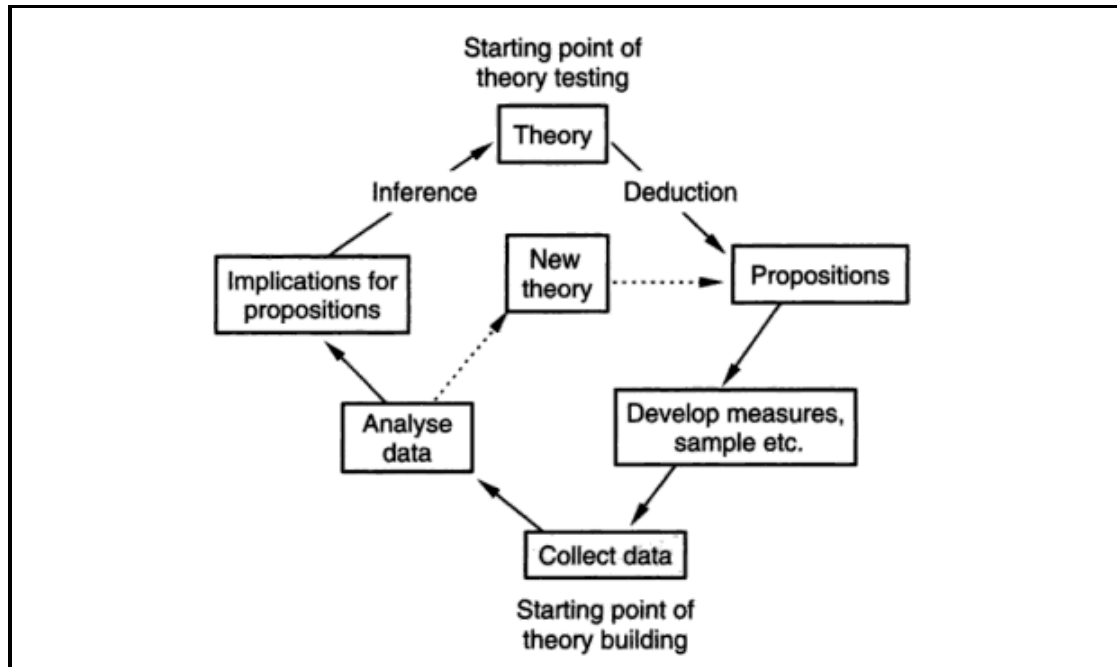 Starting point of
theory testing
Theory
Inference
Deduction
New
theory
Propositions
Implications for
propositions
Develop measures,
sample etc.
Analyse
data
Collect data
Starting point of
theory building